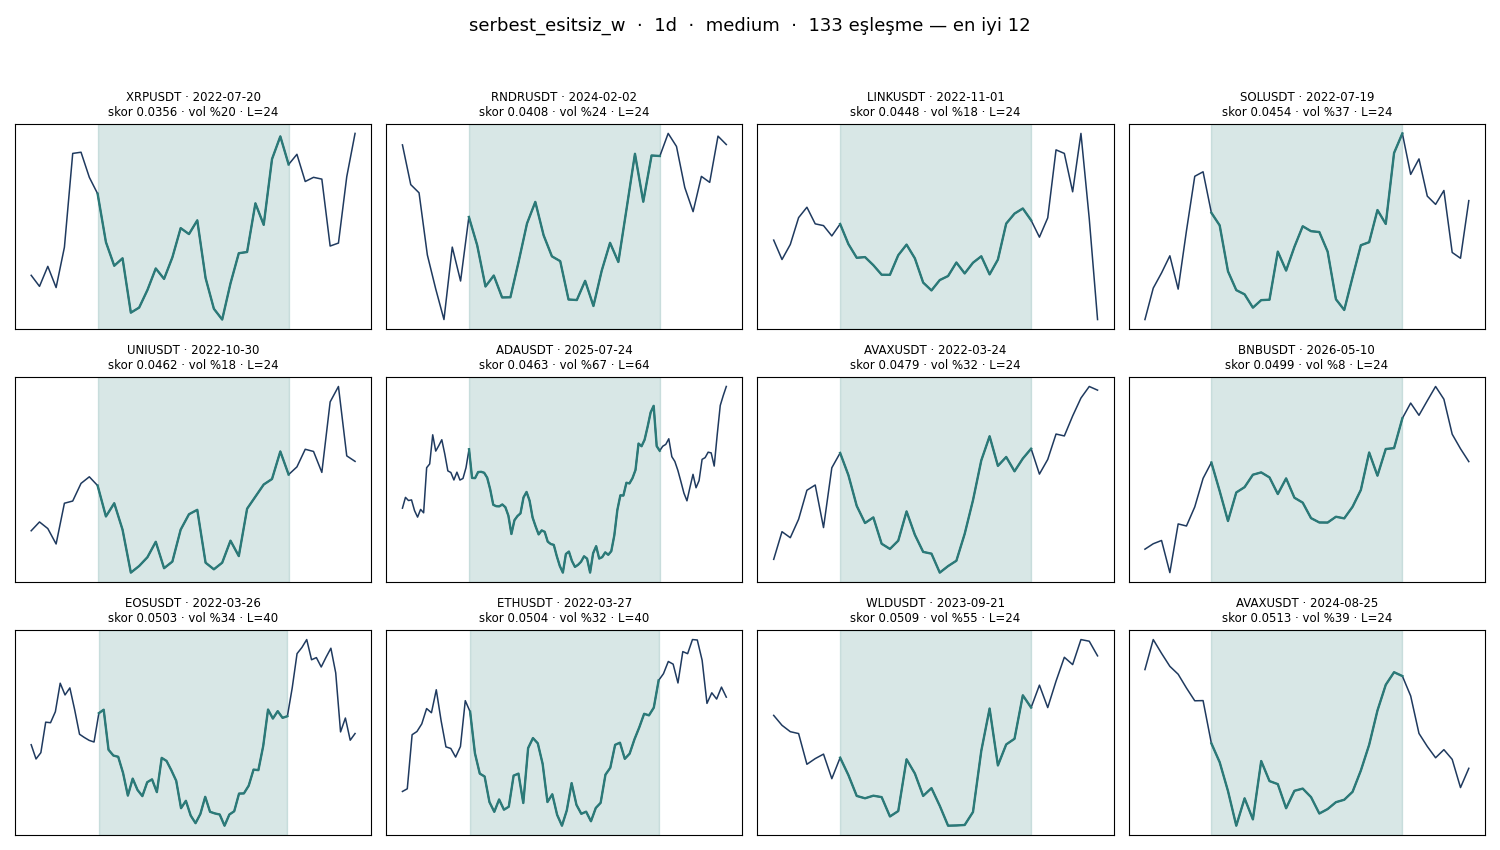 serbest_esitsiz_w · 1d · medium · 133 eşleşme — en iyi 12
XRPUSDT · 2022-07-20
skor 0.0356 · vol %20 · L=24
RNDRUSDT · 2024-02-02
skor 0.0408 · vol %24 · L=24
LINKUSDT · 2022-11-01
skor 0.0448 · vol %18 · L=24
SOLUSDT · 2022-07-19
skor 0.0454 · vol %37 · L=24
UNIUSDT · 2022-10-30
skor 0.0462 · vol %18 · L=24
ADAUSDT · 2025-07-24
skor 0.0463 · vol %67 · L=64
AVAXUSDT · 2022-03-24
skor 0.0479 · vol %32 · L=24
BNBUSDT · 2026-05-10
skor 0.0499 · vol %8 · L=24
EOSUSDT · 2022-03-26
skor 0.0503 · vol %34 · L=40
ETHUSDT · 2022-03-27
skor 0.0504 · vol %32 · L=40
WLDUSDT · 2023-09-21
skor 0.0509 · vol %55 · L=24
AVAXUSDT · 2024-08-25
skor 0.0513 · vol %39 · L=24